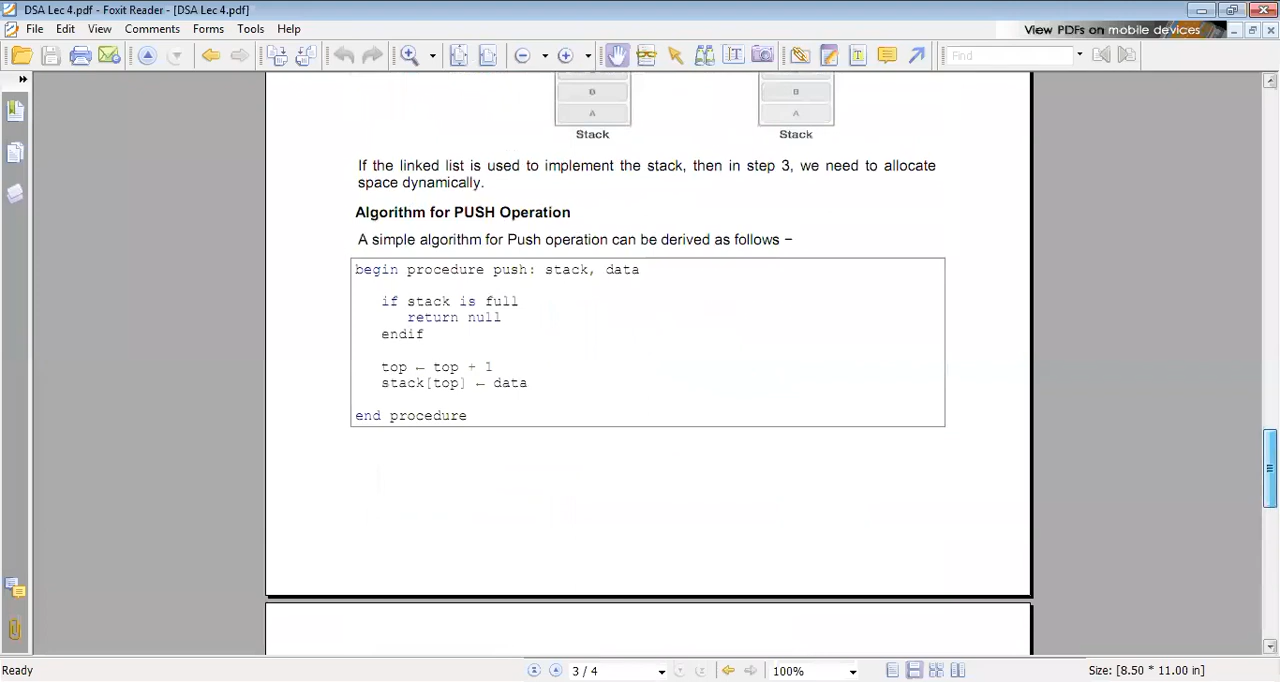 DSA Lec 4.pdf - Foxit Reader - [DSA Lec 4.pdf]
File Edit View Comments Forms Tools Help
View PDFs on mobile devices
Find
B B
A A
Stack Stack
If the linked list is used to implement the stack, then in step 3, we need to allocate
space dynamically.
Algorithm for PUSH Operation
A simple algorithm for Push operation can be derived as follows −
begin procedure push: stack, data
if stack is full
return null
endif
top ← top + 1
stack[top] ← data
end procedure
Ready 3 / 4 100% Size: [8.50 * 11.00 in]